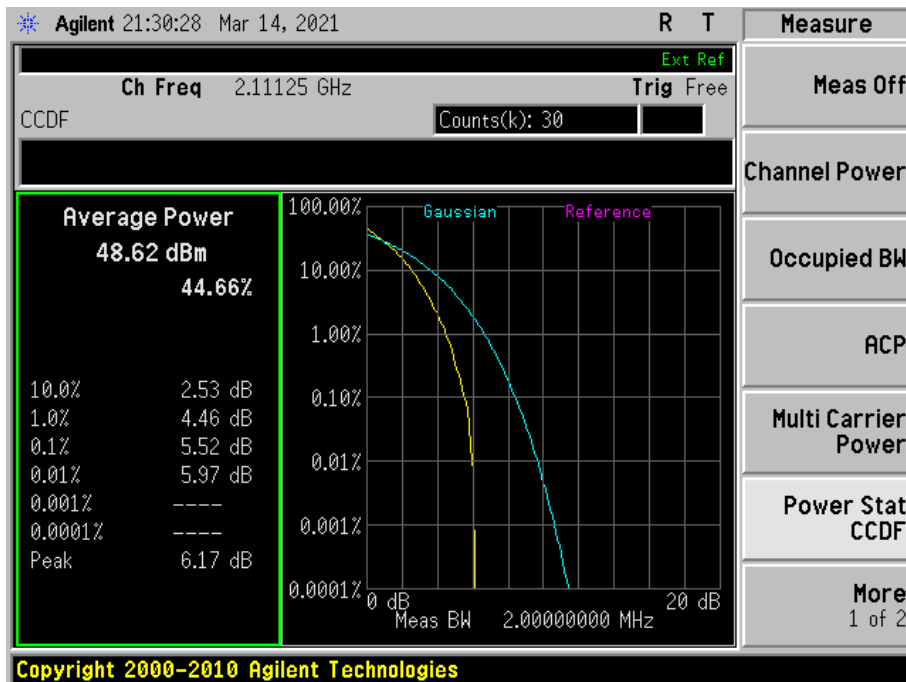 Agilent 21:30:28 Mar 14, 2021 R T
Ext Ref
Ch Freq 2.11125 GHz Trig Free
CCDF Counts(k): 30
Average Power
48.62 dBm
44.66%
10.0% 2.53 dB
1.0% 4.46 dB
0.1% 5.52 dB
0.01% 5.97 dB
0.001% ----
0.0001% ----
Peak 6.17 dB
Gaussian Reference
100.00%
10.00%
1.00%
0.10%
0.01%
0.001%
0.0001%
0 dB 20 dB
Meas BW 2.00000000 MHz
Measure
Meas Off
Channel Power
Occupied BW
ACP
Multi Carrier
Power
Power Stat
CCDF
More
1 of 2
Copyright 2000-2010 Agilent Technologies